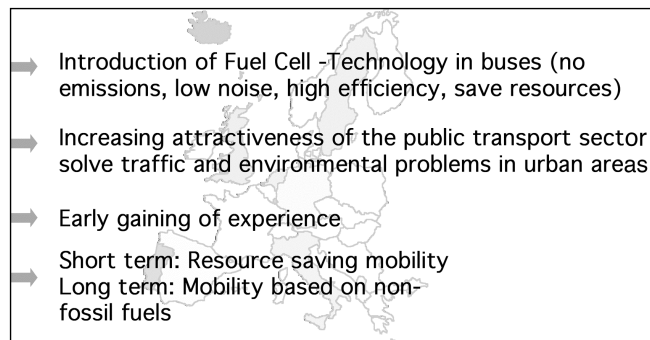 Introduction of Fuel Cell -Technology in buses (no
emissions, low noise, high efficiency, save resources)
Increasing attractiveness of the public transport sector
solve traffic and environmental problems in urban areas
Early gaining of experience
Short term: Resource saving mobility
Long term: Mobility based on non-
fossil fuels